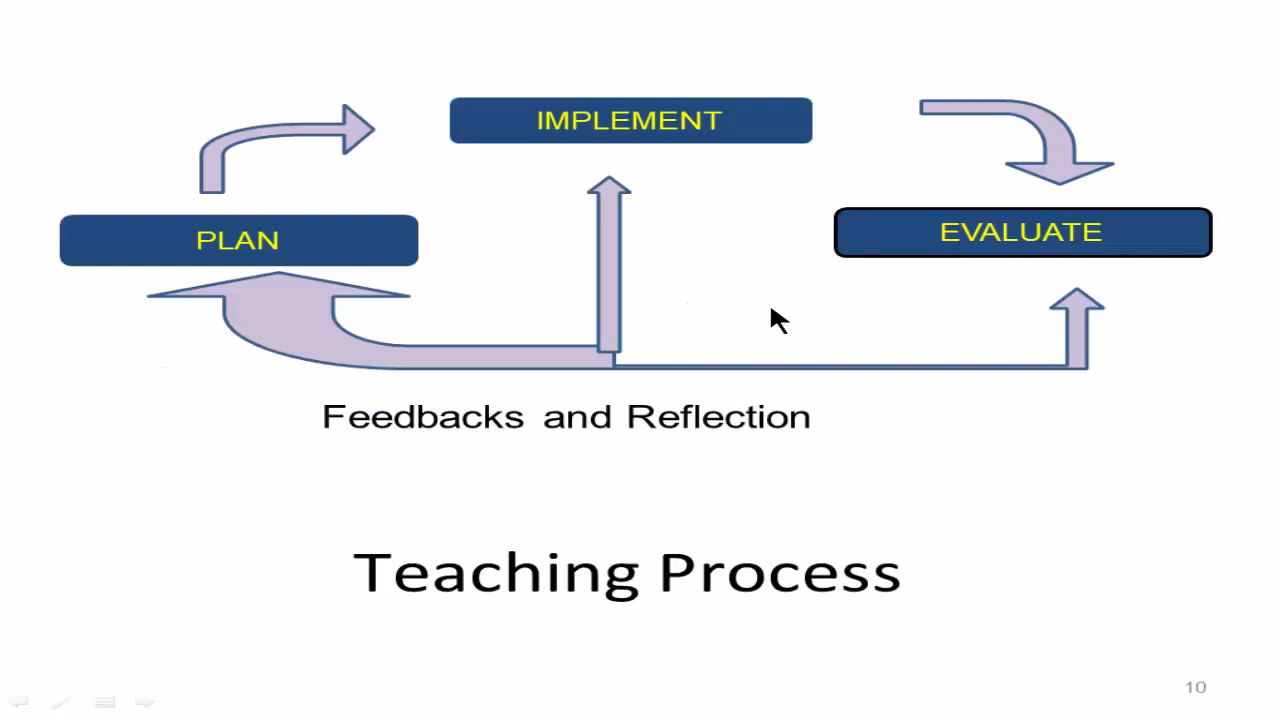 IMPLEMENT
PLAN
EVALUATE
Feedbacks and Reflection
Teaching Process
10